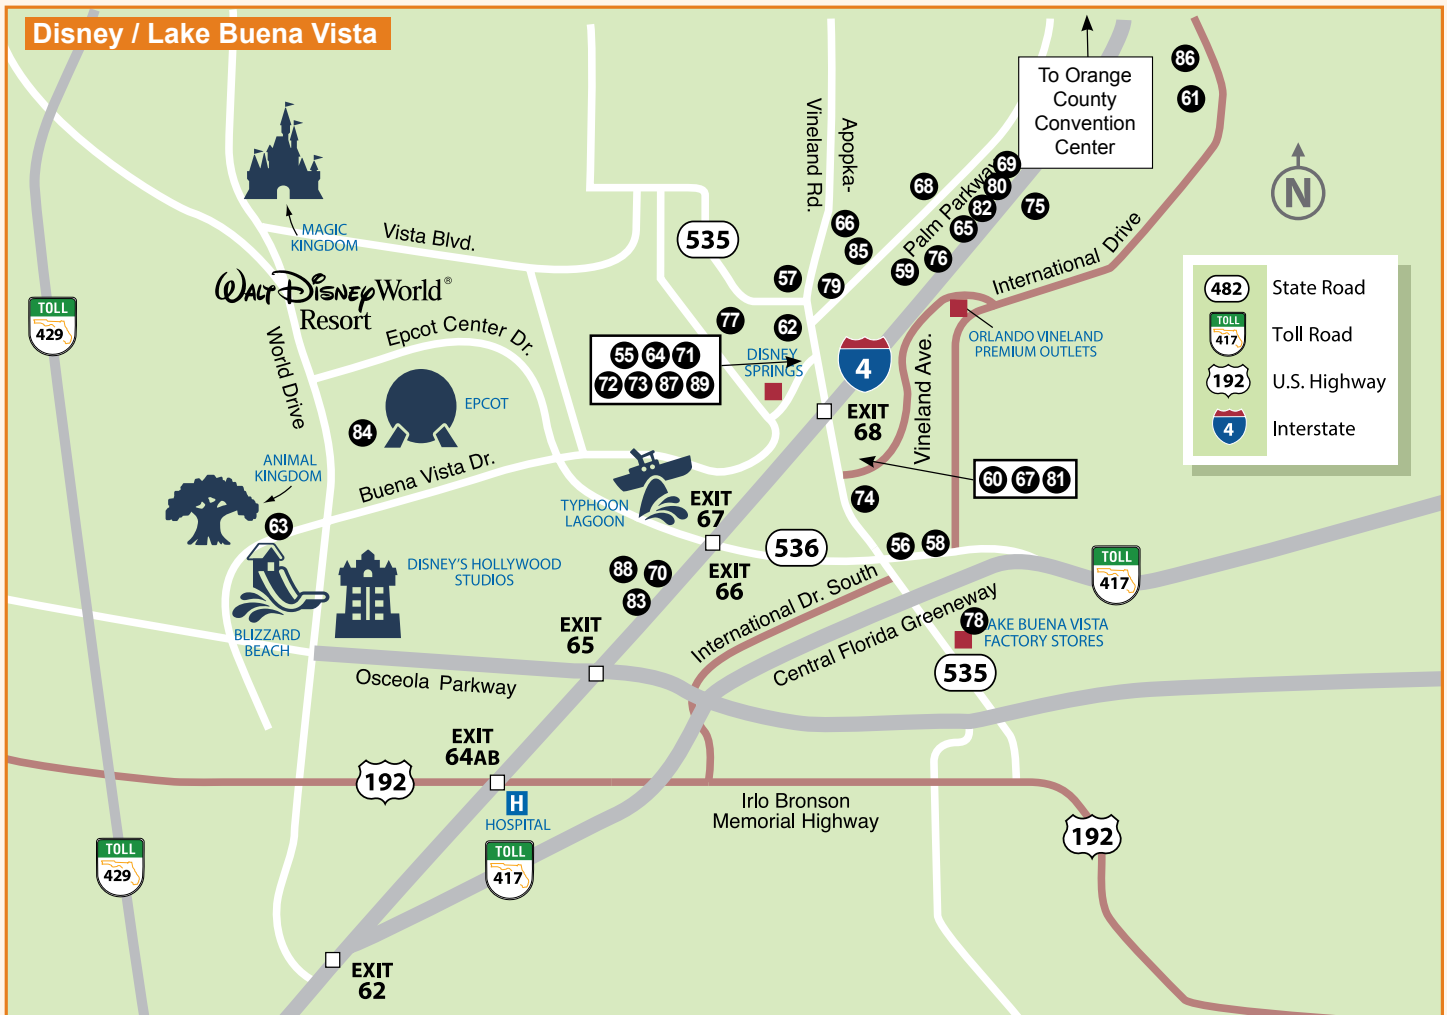 Disney / Lake Buena Vista
To Orange
County
Convention
Center
86
61
N
Apopka-
Vineland Rd.
69
80
68
82
75
Palm Parkway
65
66
85
76
59
International Drive
MAGIC
KINGDOM
Vista Blvd.
535
57
79
Walt Disney World®
Resort
482
State Road
TOLL
417
Toll Road
192
U.S. Highway
4
Interstate
TOLL
429
World Drive
Epcot Center Dr.
77
62
55 64 71
72 73 87 89
DISNEY
SPRINGS
4
Vineland Ave.
ORLANDO VINELAND
PREMIUM OUTLETS
EPCOT
84
EXIT
68
ANIMAL
KINGDOM
Buena Vista Dr.
63
TYPHOON
LAGOON
EXIT
67
60 67 81
74
EXIT
66
536
56
58
TOLL
417
DISNEY'S HOLLYWOOD
STUDIOS
88
70
83
International Dr. South
Central Florida Greeneway
BLIZZARD
BEACH
EXIT
65
78
AKE BUENA VISTA
FACTORY STORES
535
Osceola Parkway
EXIT
64AB
192
H
HOSPITAL
Irlo Bronson
Memorial Highway
192
TOLL
429
TOLL
417
EXIT
62